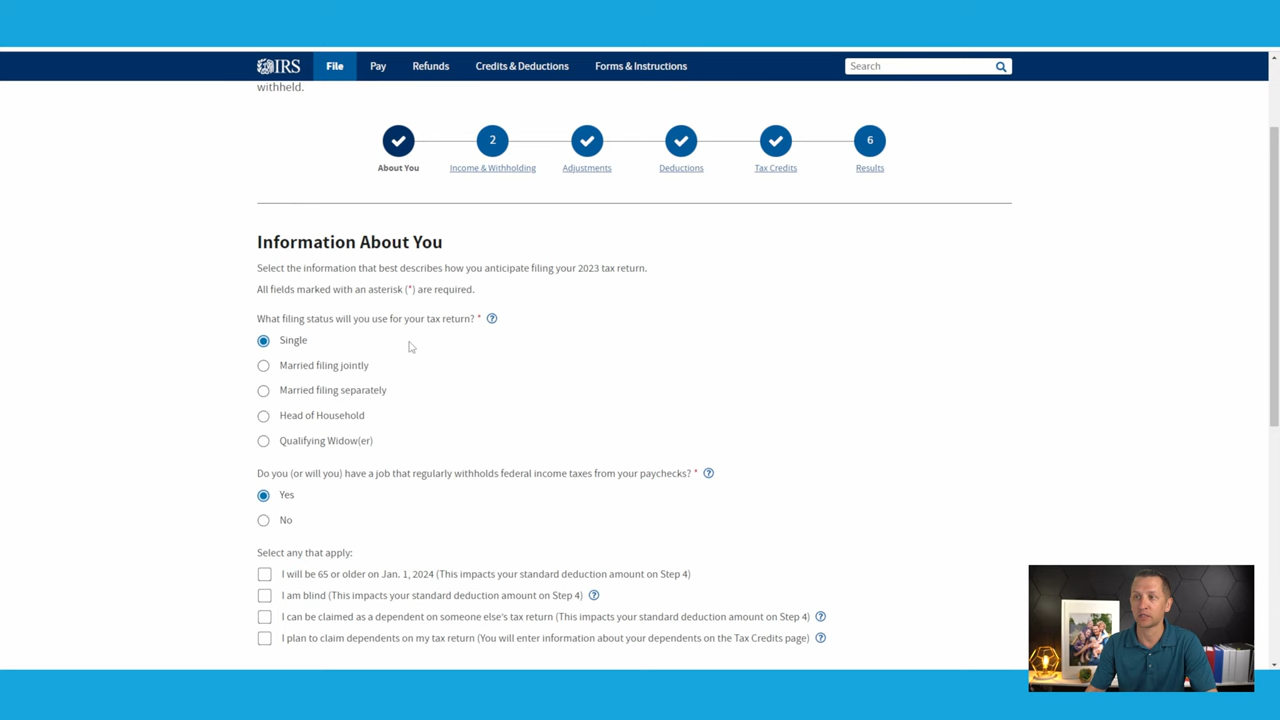 IRS File Pay Refunds Credits & Deductions Forms & Instructions Search
withheld.
2 6
About You Income & Withholding Adjustments Deductions Tax Credits Results
Information About You
Select the information that best describes how you anticipate filing your 2023 tax return.
All fields marked with an asterisk (*) are required.
What filing status will you use for your tax return? * ?
Single
Married filing jointly
Married filing separately
Head of Household
Qualifying Widow(er)
Do you (or will you) have a job that regularly withholds federal income taxes from your paychecks? * ?
Yes
No
Select any that apply:
I will be 65 or older on Jan. 1, 2024 (This impacts your standard deduction amount on Step 4)
I am blind (This impacts your standard deduction amount on Step 4) ?
I can be claimed as a dependent on someone else's tax return (This impacts your standard deduction amount on Step 4) ?
I plan to claim dependents on my tax return (You will enter information about your dependents on the Tax Credits page) ?